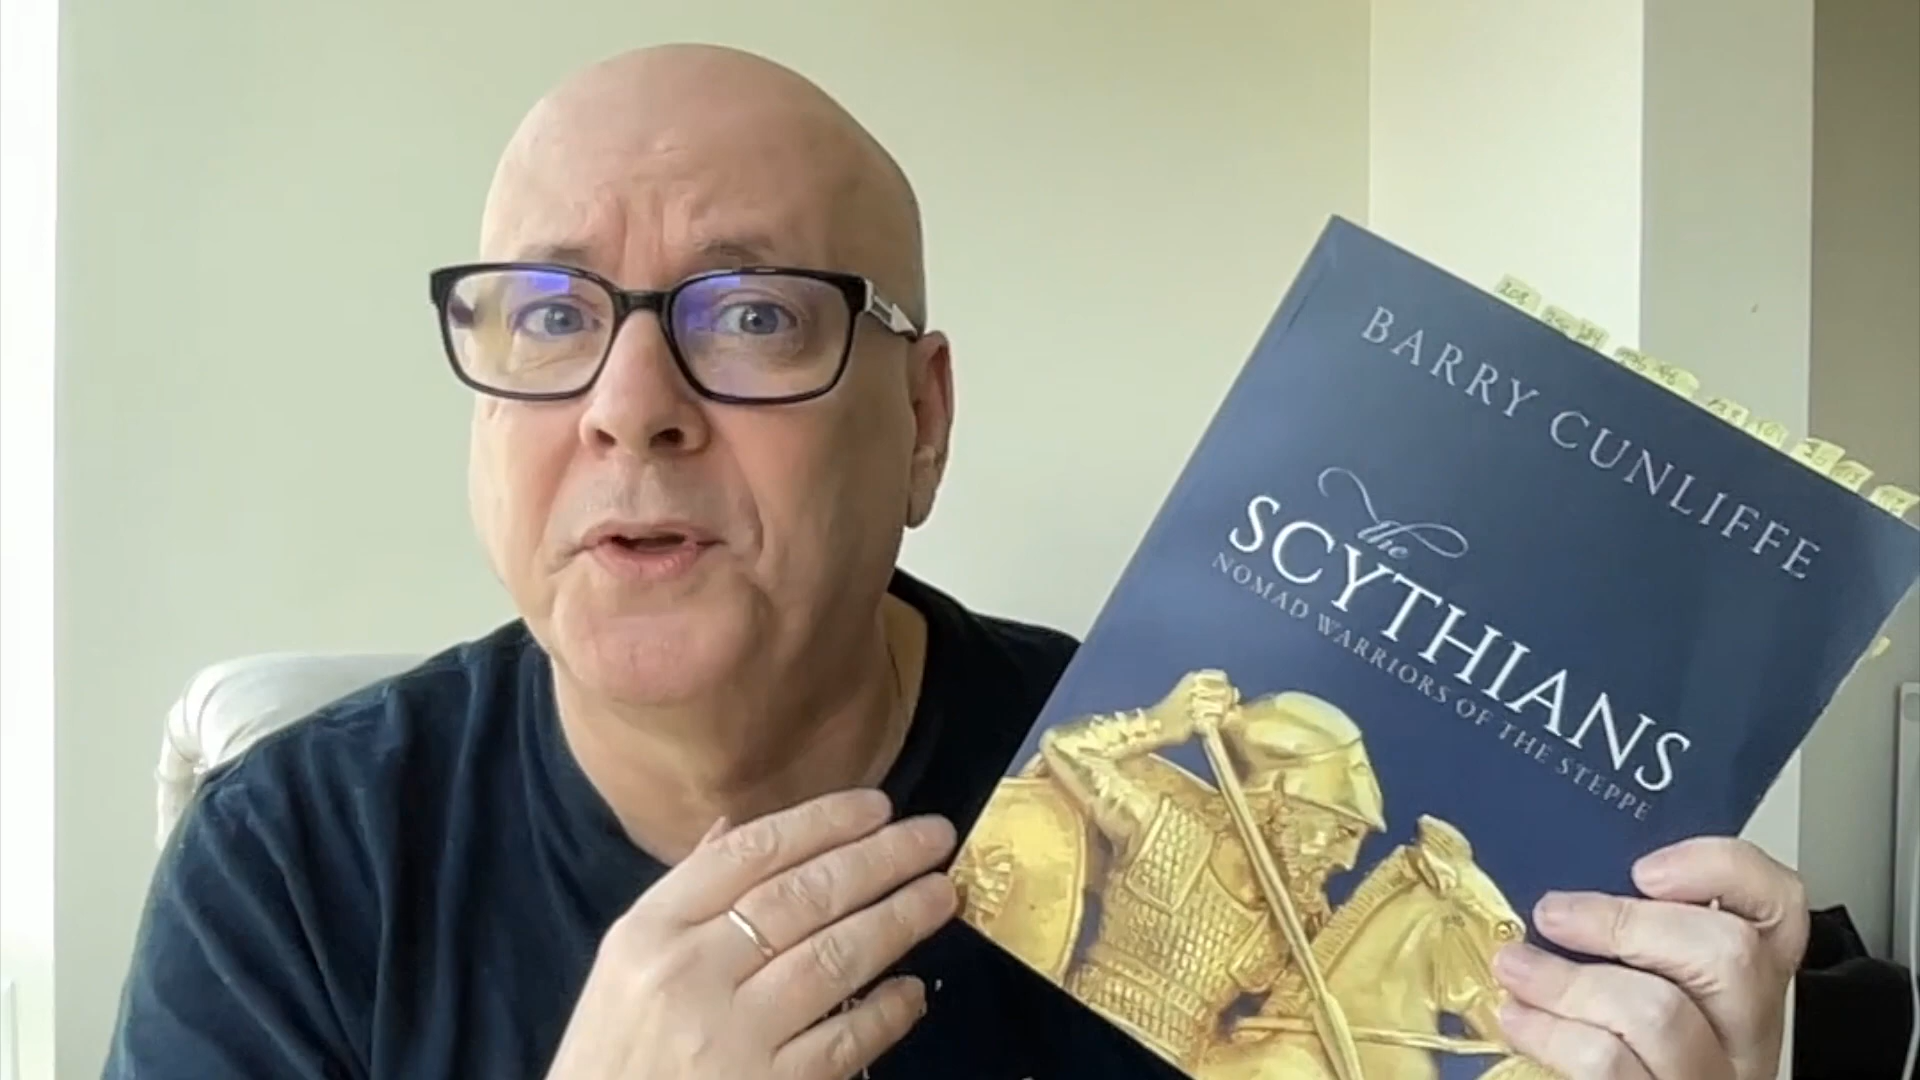 BARRY CUNLIFFE
the
SCYTHIANS
NOMAD WARRIORS OF THE STEPPE